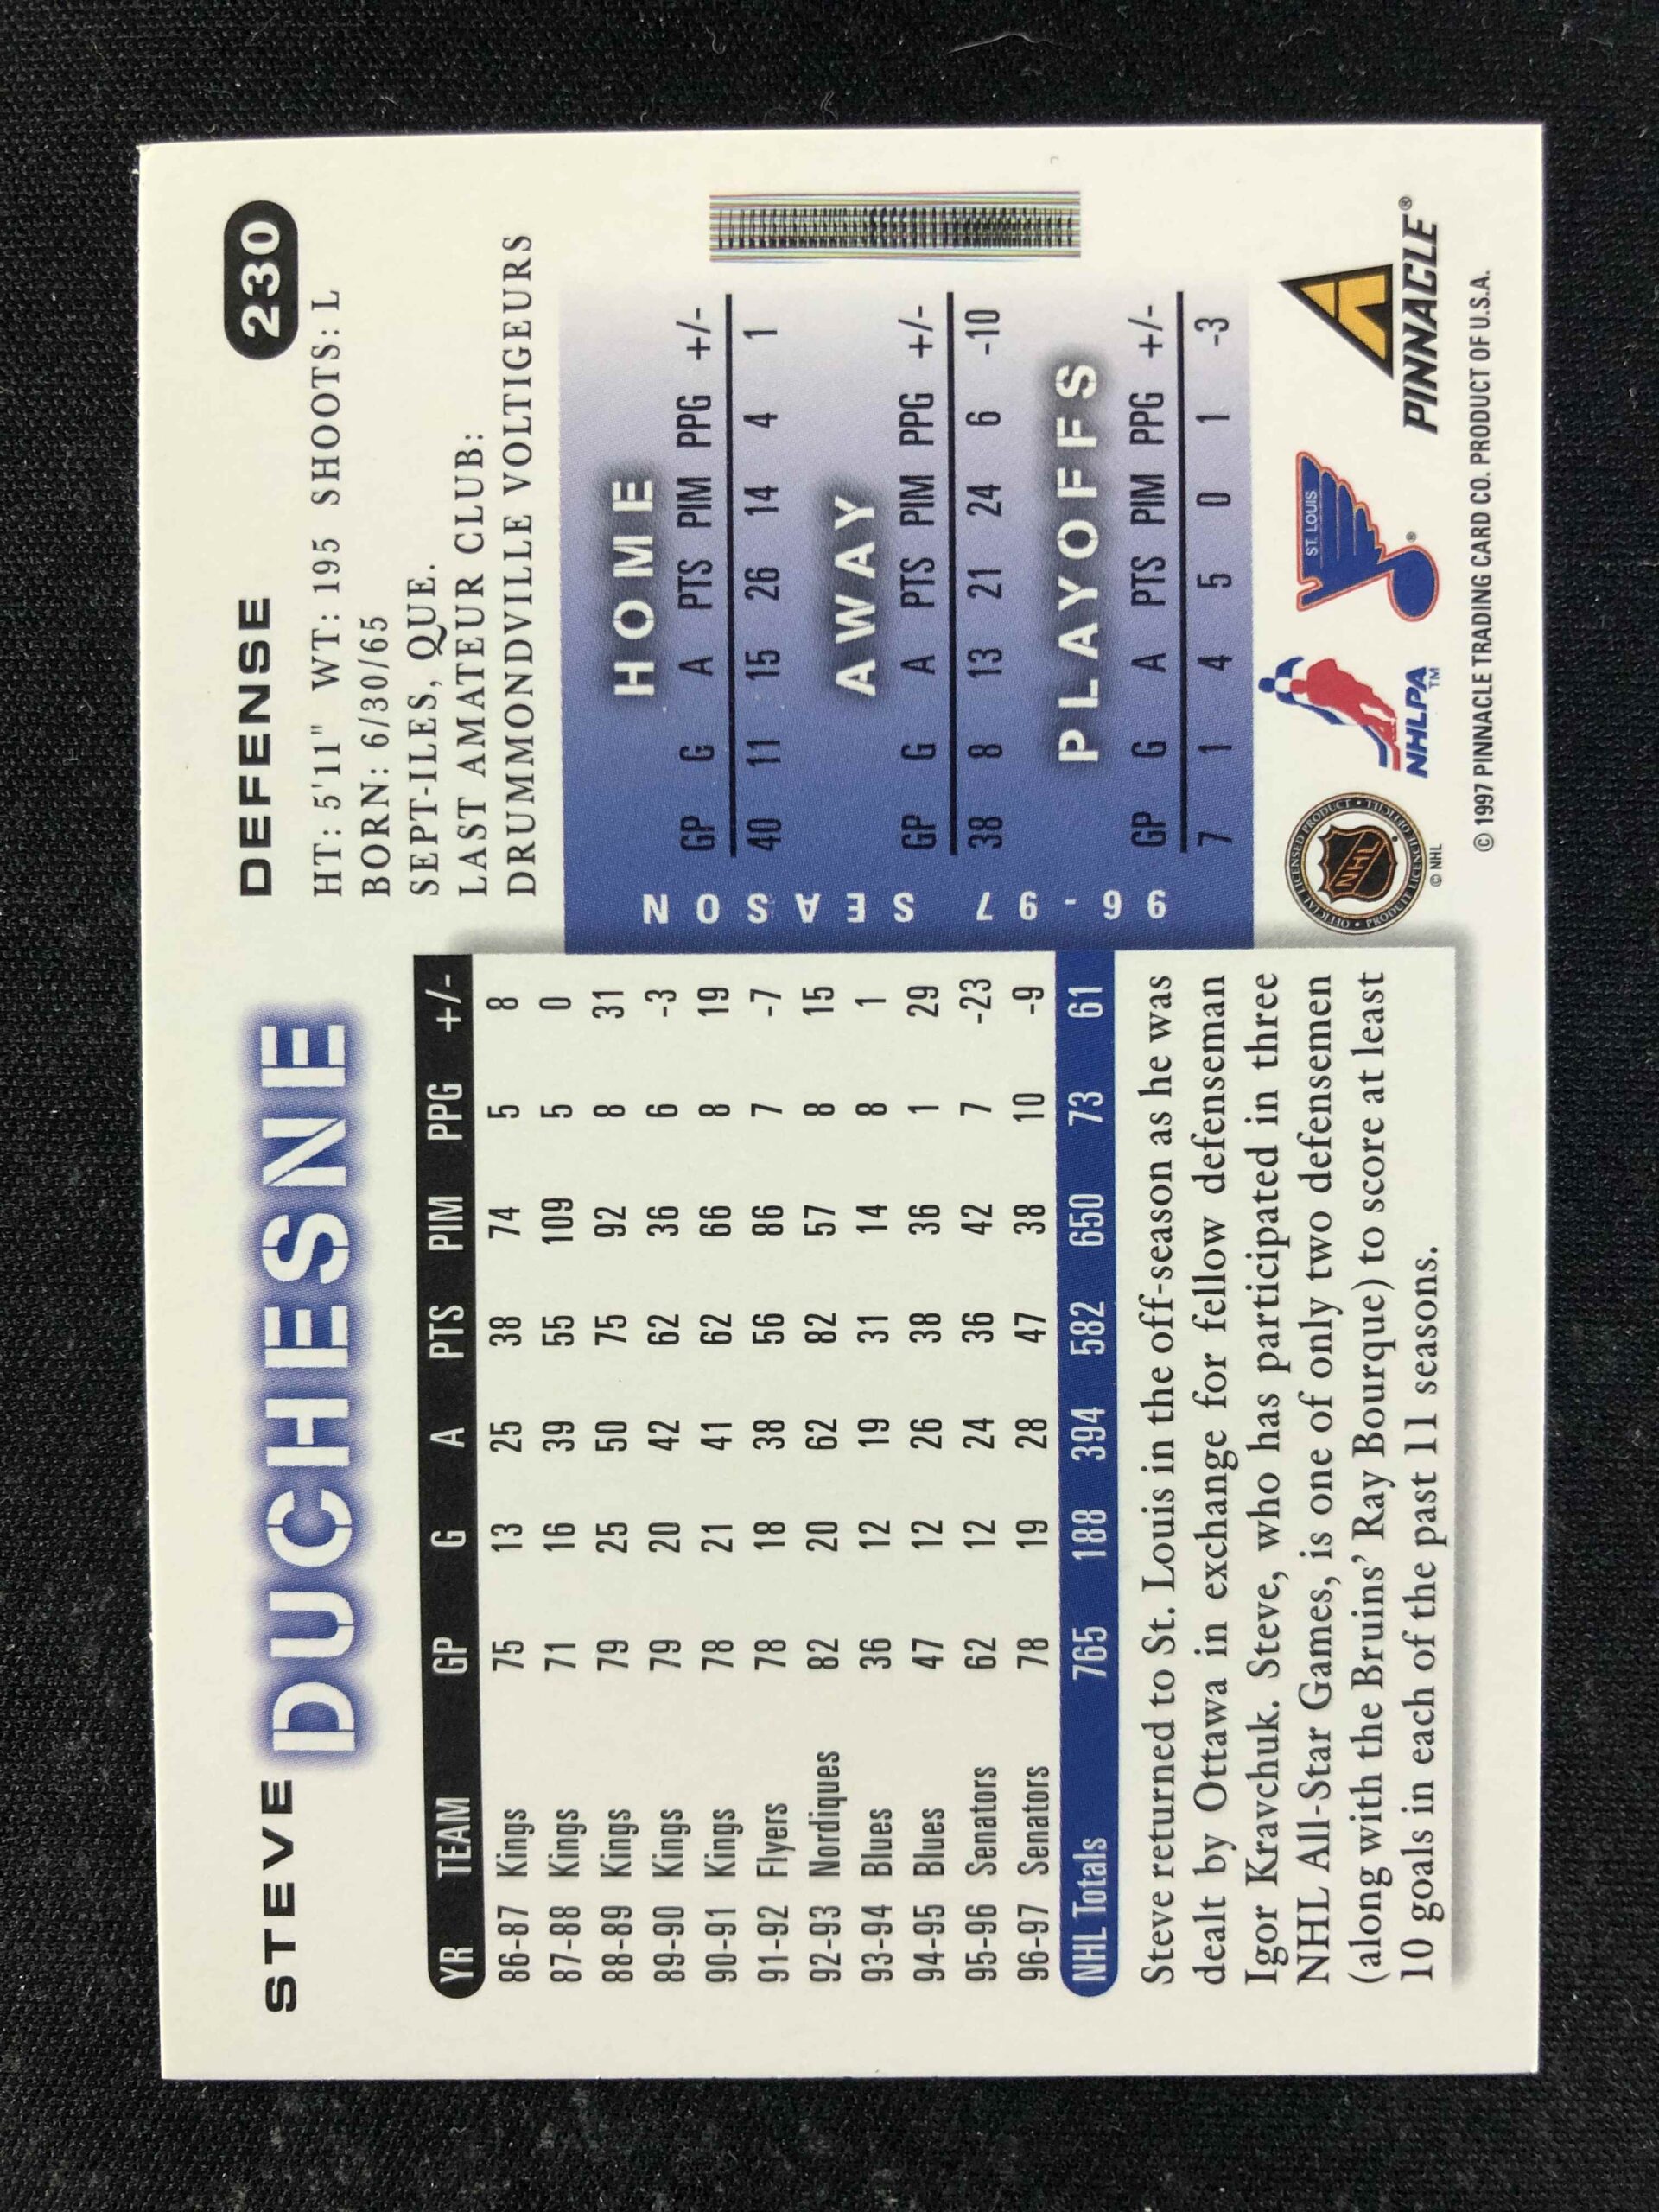 STEVE DUCHESNE
DEFENSE 230
HT: 5'11" WT: 195 SHOOTS: L
BORN: 6/30/65
SEPT-ILES, QUE.
LAST AMATEUR CLUB:
DRUMMONDVILLE VOLTIGEURS
YR TEAM GP G A PTS PIM PPG +/-
86-87 Kings 75 13 25 38 74 5 8
87-88 Kings 71 16 39 55 109 5 0
88-89 Kings 79 25 50 75 92 8 31
89-90 Kings 79 20 42 62 36 6 -3
90-91 Kings 78 21 41 62 66 8 19
91-92 Flyers 78 18 38 56 86 7 -7
92-93 Nordiques 82 20 62 82 57 8 15
93-94 Blues 36 12 19 31 14 8 1
94-95 Blues 47 12 26 38 36 1 29
95-96 Senators 62 12 24 36 42 7 -23
96-97 Senators 78 19 28 47 38 10 -9
NHL Totals 765 188 394 582 650 73 61
Steve returned to St. Louis in the off-season as he was
dealt by Ottawa in exchange for fellow defenseman
Igor Kravchuk. Steve, who has participated in three
NHL All-Star Games, is one of only two defensemen
(along with the Bruins' Ray Bourque) to score at least
10 goals in each of the past 11 seasons.
96-97 SEASON
HOME
GP G A PTS PIM PPG +/-
40 11 15 26 14 4 1
AWAY
GP G A PTS PIM PPG +/-
38 8 13 21 24 6 -10
PLAYOFFS
GP G A PTS PIM PPG +/-
7 1 4 5 0 1 -3
OFFICIAL LICENSED PRODUCT • PRODUIT LICENCIE OFFICIEL •
NHL
© NHL
NHLPA™
ST. LOUIS
®
PINNACLE®
© 1997 PINNACLE TRADING CARD CO. PRODUCT OF U.S.A.